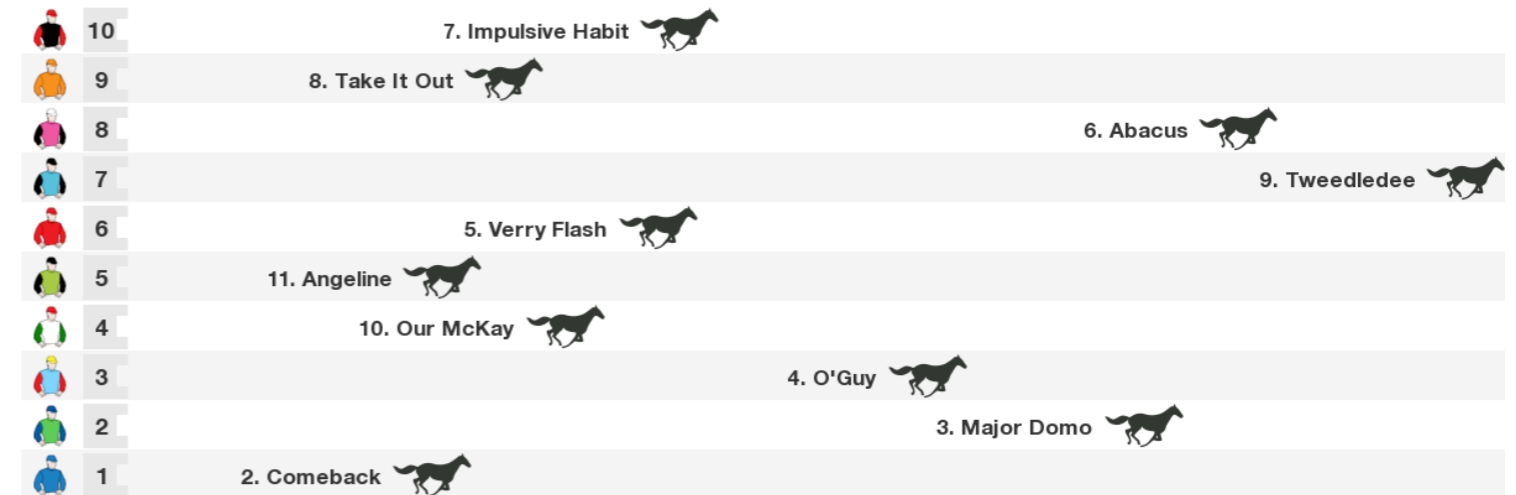 10 7. Impulsive Habit
9 8. Take It Out
8 6. Abacus
7 9. Tweedledee
6 5. Verry Flash
5 11. Angeline
4 10. Our McKay
3 4. O'Guy
2 3. Major Domo
1 2. Comeback